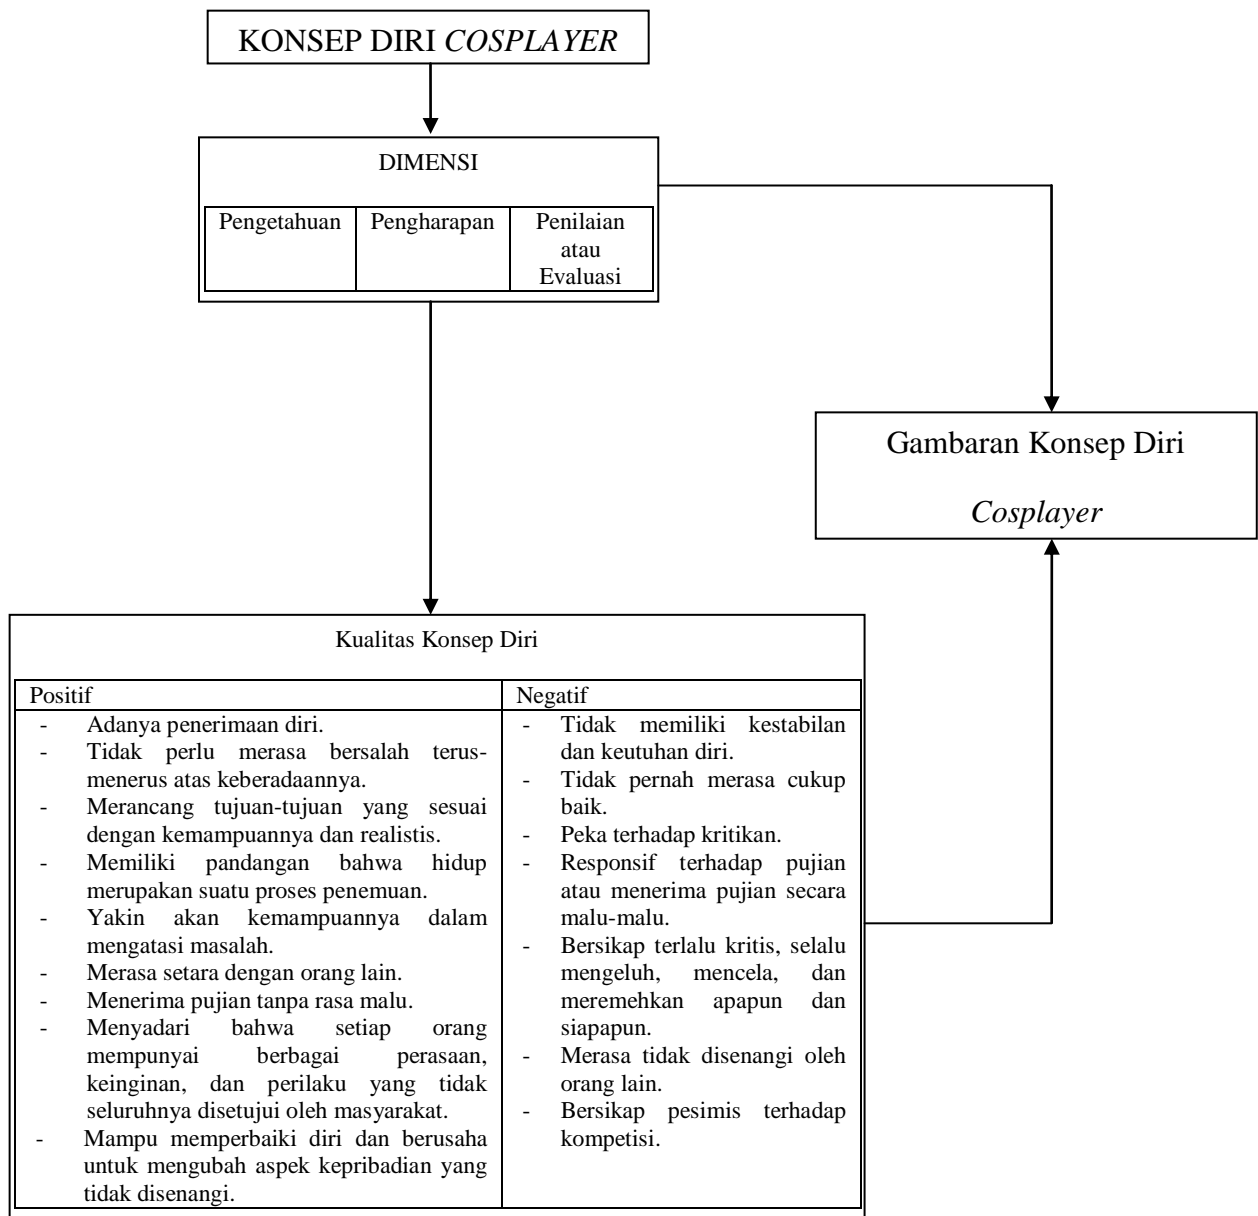 KONSEP DIRI COSPLAYER
DIMENSI
Pengetahuan
Pengharapan
Penilaian
atau
Evaluasi
Gambaran Konsep Diri
Cosplayer
Kualitas Konsep Diri
Positif
- Adanya penerimaan diri.
- Tidak perlu merasa bersalah terus-
menerus atas keberadaannya.
- Merancang tujuan-tujuan yang sesuai
dengan kemampuannya dan realistis.
- Memiliki pandangan bahwa hidup
merupakan suatu proses penemuan.
- Yakin akan kemampuannya dalam
mengatasi masalah.
- Merasa setara dengan orang lain.
- Menerima pujian tanpa rasa malu.
- Menyadari bahwa setiap orang
mempunyai berbagai perasaan,
keinginan, dan perilaku yang tidak
seluruhnya disetujui oleh masyarakat.
- Mampu memperbaiki diri dan berusaha
untuk mengubah aspek kepribadian yang
tidak disenangi.
Negatif
- Tidak memiliki kestabilan
dan keutuhan diri.
- Tidak pernah merasa cukup
baik.
- Peka terhadap kritikan.
- Responsif terhadap pujian
atau menerima pujian secara
malu-malu.
- Bersikap terlalu kritis, selalu
mengeluh, mencela, dan
meremehkan apapun dan
siapapun.
- Merasa tidak disenangi oleh
orang lain.
- Bersikap pesimis terhadap
kompetisi.